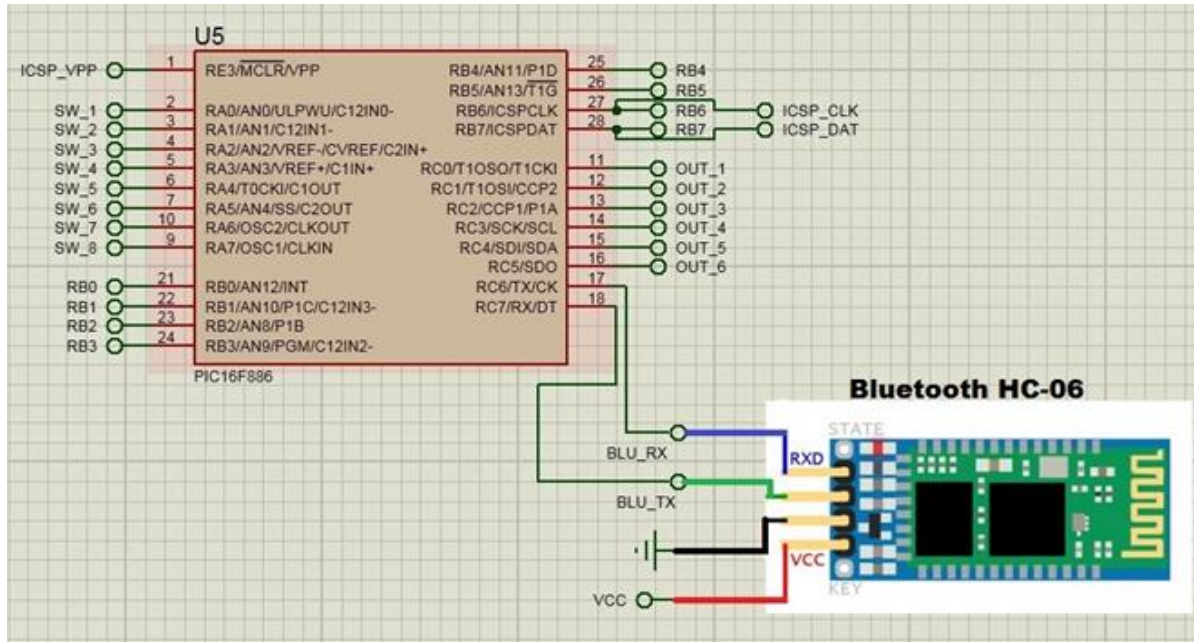 U5
ICSP_VPP 1 RE3/MCLR/VPP
SW_1 2 RA0/AN0/ULPWU/C12IN0-
SW_2 3 RA1/AN1/C12IN1-
SW_3 4 RA2/AN2/VREF-/CVREF/C2IN+
SW_4 5 RA3/AN3/VREF+/C1IN+
SW_5 6 RA4/T0CKI/C1OUT
SW_6 7 RA5/AN4/SS/C2OUT
SW_7 10 RA6/OSC2/CLKOUT
SW_8 9 RA7/OSC1/CLKIN
RB0 21 RB0/AN12/INT
RB1 22 RB1/AN10/P1C/C12IN3-
RB2 23 RB2/AN8/P1B
RB3 24 RB3/AN9/PGM/C12IN2-
RB4/AN11/P1D 25 RB4
RB5/AN13/T1G 26 RB5
RB6/ICSPCLK 27 RB6 ICSP_CLK
RB7/ICSPDAT 28 RB7 ICSP_DAT
RC0/T1OSO/T1CKI 11 OUT_1
RC1/T1OSI/CCP2 12 OUT_2
RC2/CCP1/P1A 13 OUT_3
RC3/SCK/SCL 14 OUT_4
RC4/SDI/SDA 15 OUT_5
RC5/SDO 16 OUT_6
RC6/TX/CK 17
RC7/RX/DT 18
PIC16F886
Bluetooth HC-06
STATE
BLU_RX RXD
BLU_TX
VCC
KEY
VCC